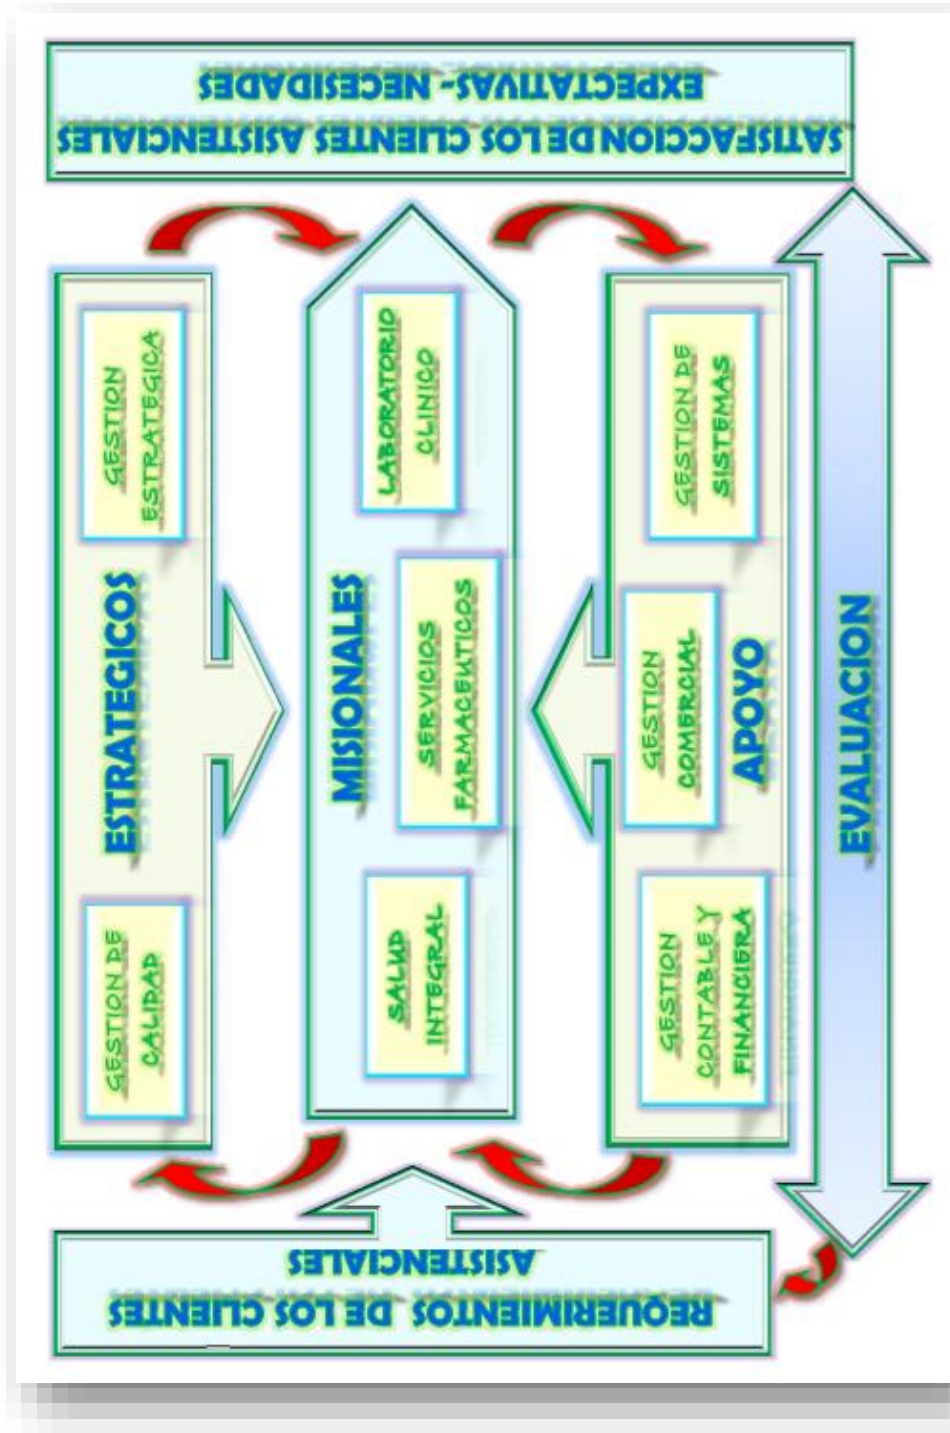 REQUERIMIENTOS DE LOS CLIENTES
ASISTENCIALES
ESTRATEGICOS
GESTION DE
CALIDAD
GESTION
ESTRATEGICA
MISIONALES
SALUD
INTEGRAL
SERVICIOS
FARMACEUTICOS
LABORATORIO
CLINICO
GESTION
CONTABLE Y
FINANCIERA
GESTION
COMERCIAL
GESTION DE
SISTEMAS
APOYO
EVALUACION
SATISFACCION DE LOS CLIENTES ASISTENCIALES
EXPECTATIVAS- NECESIDADES